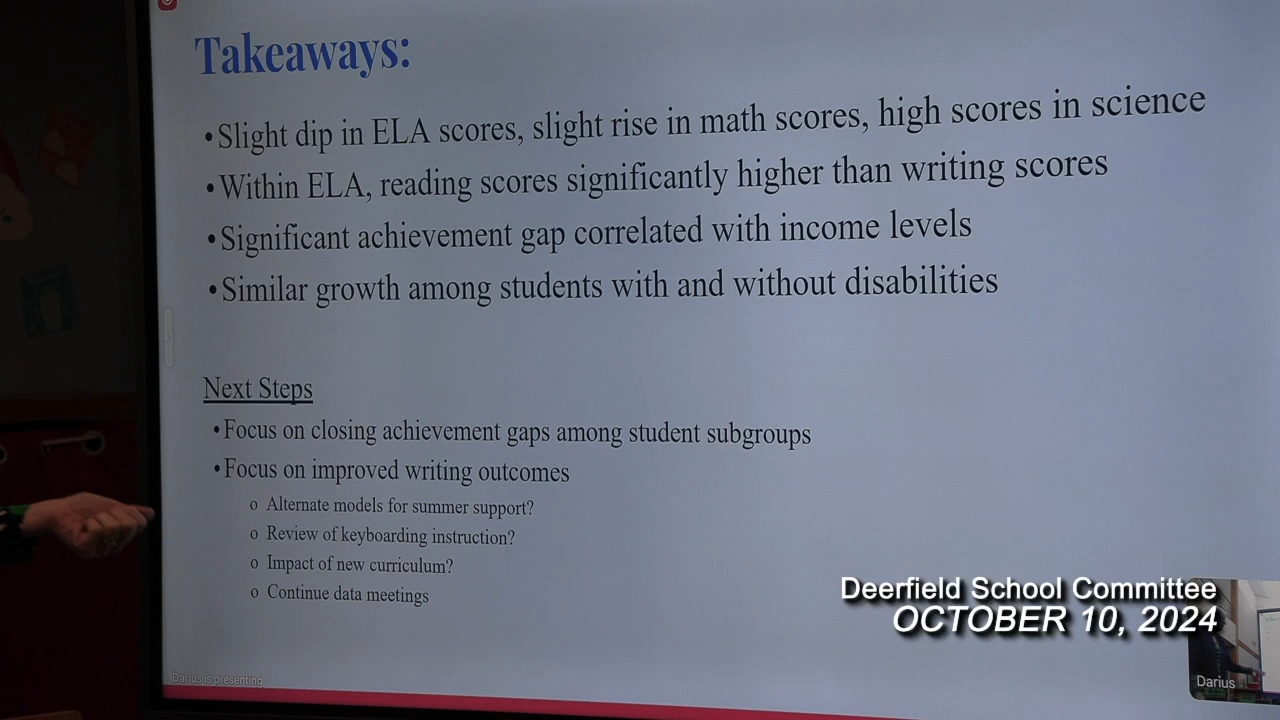 Takeaways:
•Slight dip in ELA scores, slight rise in math scores, high scores in science
•Within ELA, reading scores significantly higher than writing scores
•Significant achievement gap correlated with income levels
•Similar growth among students with and without disabilities
Next Steps
•Focus on closing achievement gaps among student subgroups
•Focus on improved writing outcomes
o Alternate models for summer support?
o Review of keyboarding instruction?
o Impact of new curriculum?
o Continue data meetings
Deerfield School Committee
OCTOBER 10, 2024
Darius is presenting
Darius